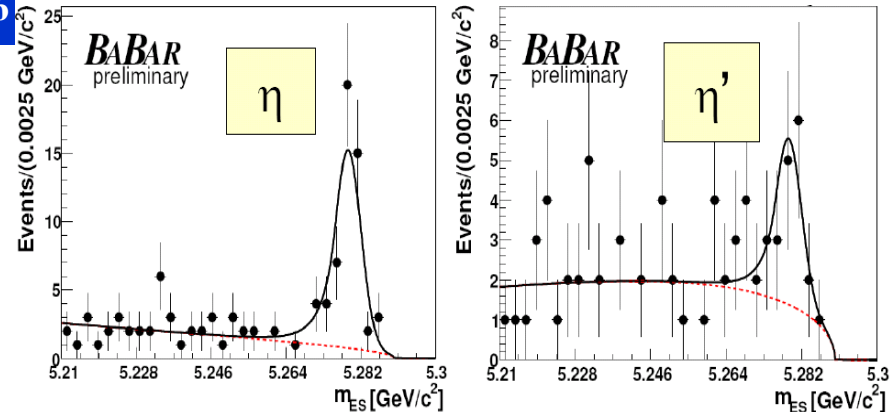 BABAR
preliminary
η
Events/(0.0025 GeV/c²)
25
20
15
10
5
0
5.21
5.228
5.246
5.264
5.282
5.3
m_ES [GeV/c²]
BABAR
preliminary
η’
Events/(0.0025 GeV/c²)
8
7
6
5
4
3
2
1
0
5.21
5.228
5.246
5.264
5.282
5.3
m_ES [GeV/c²]